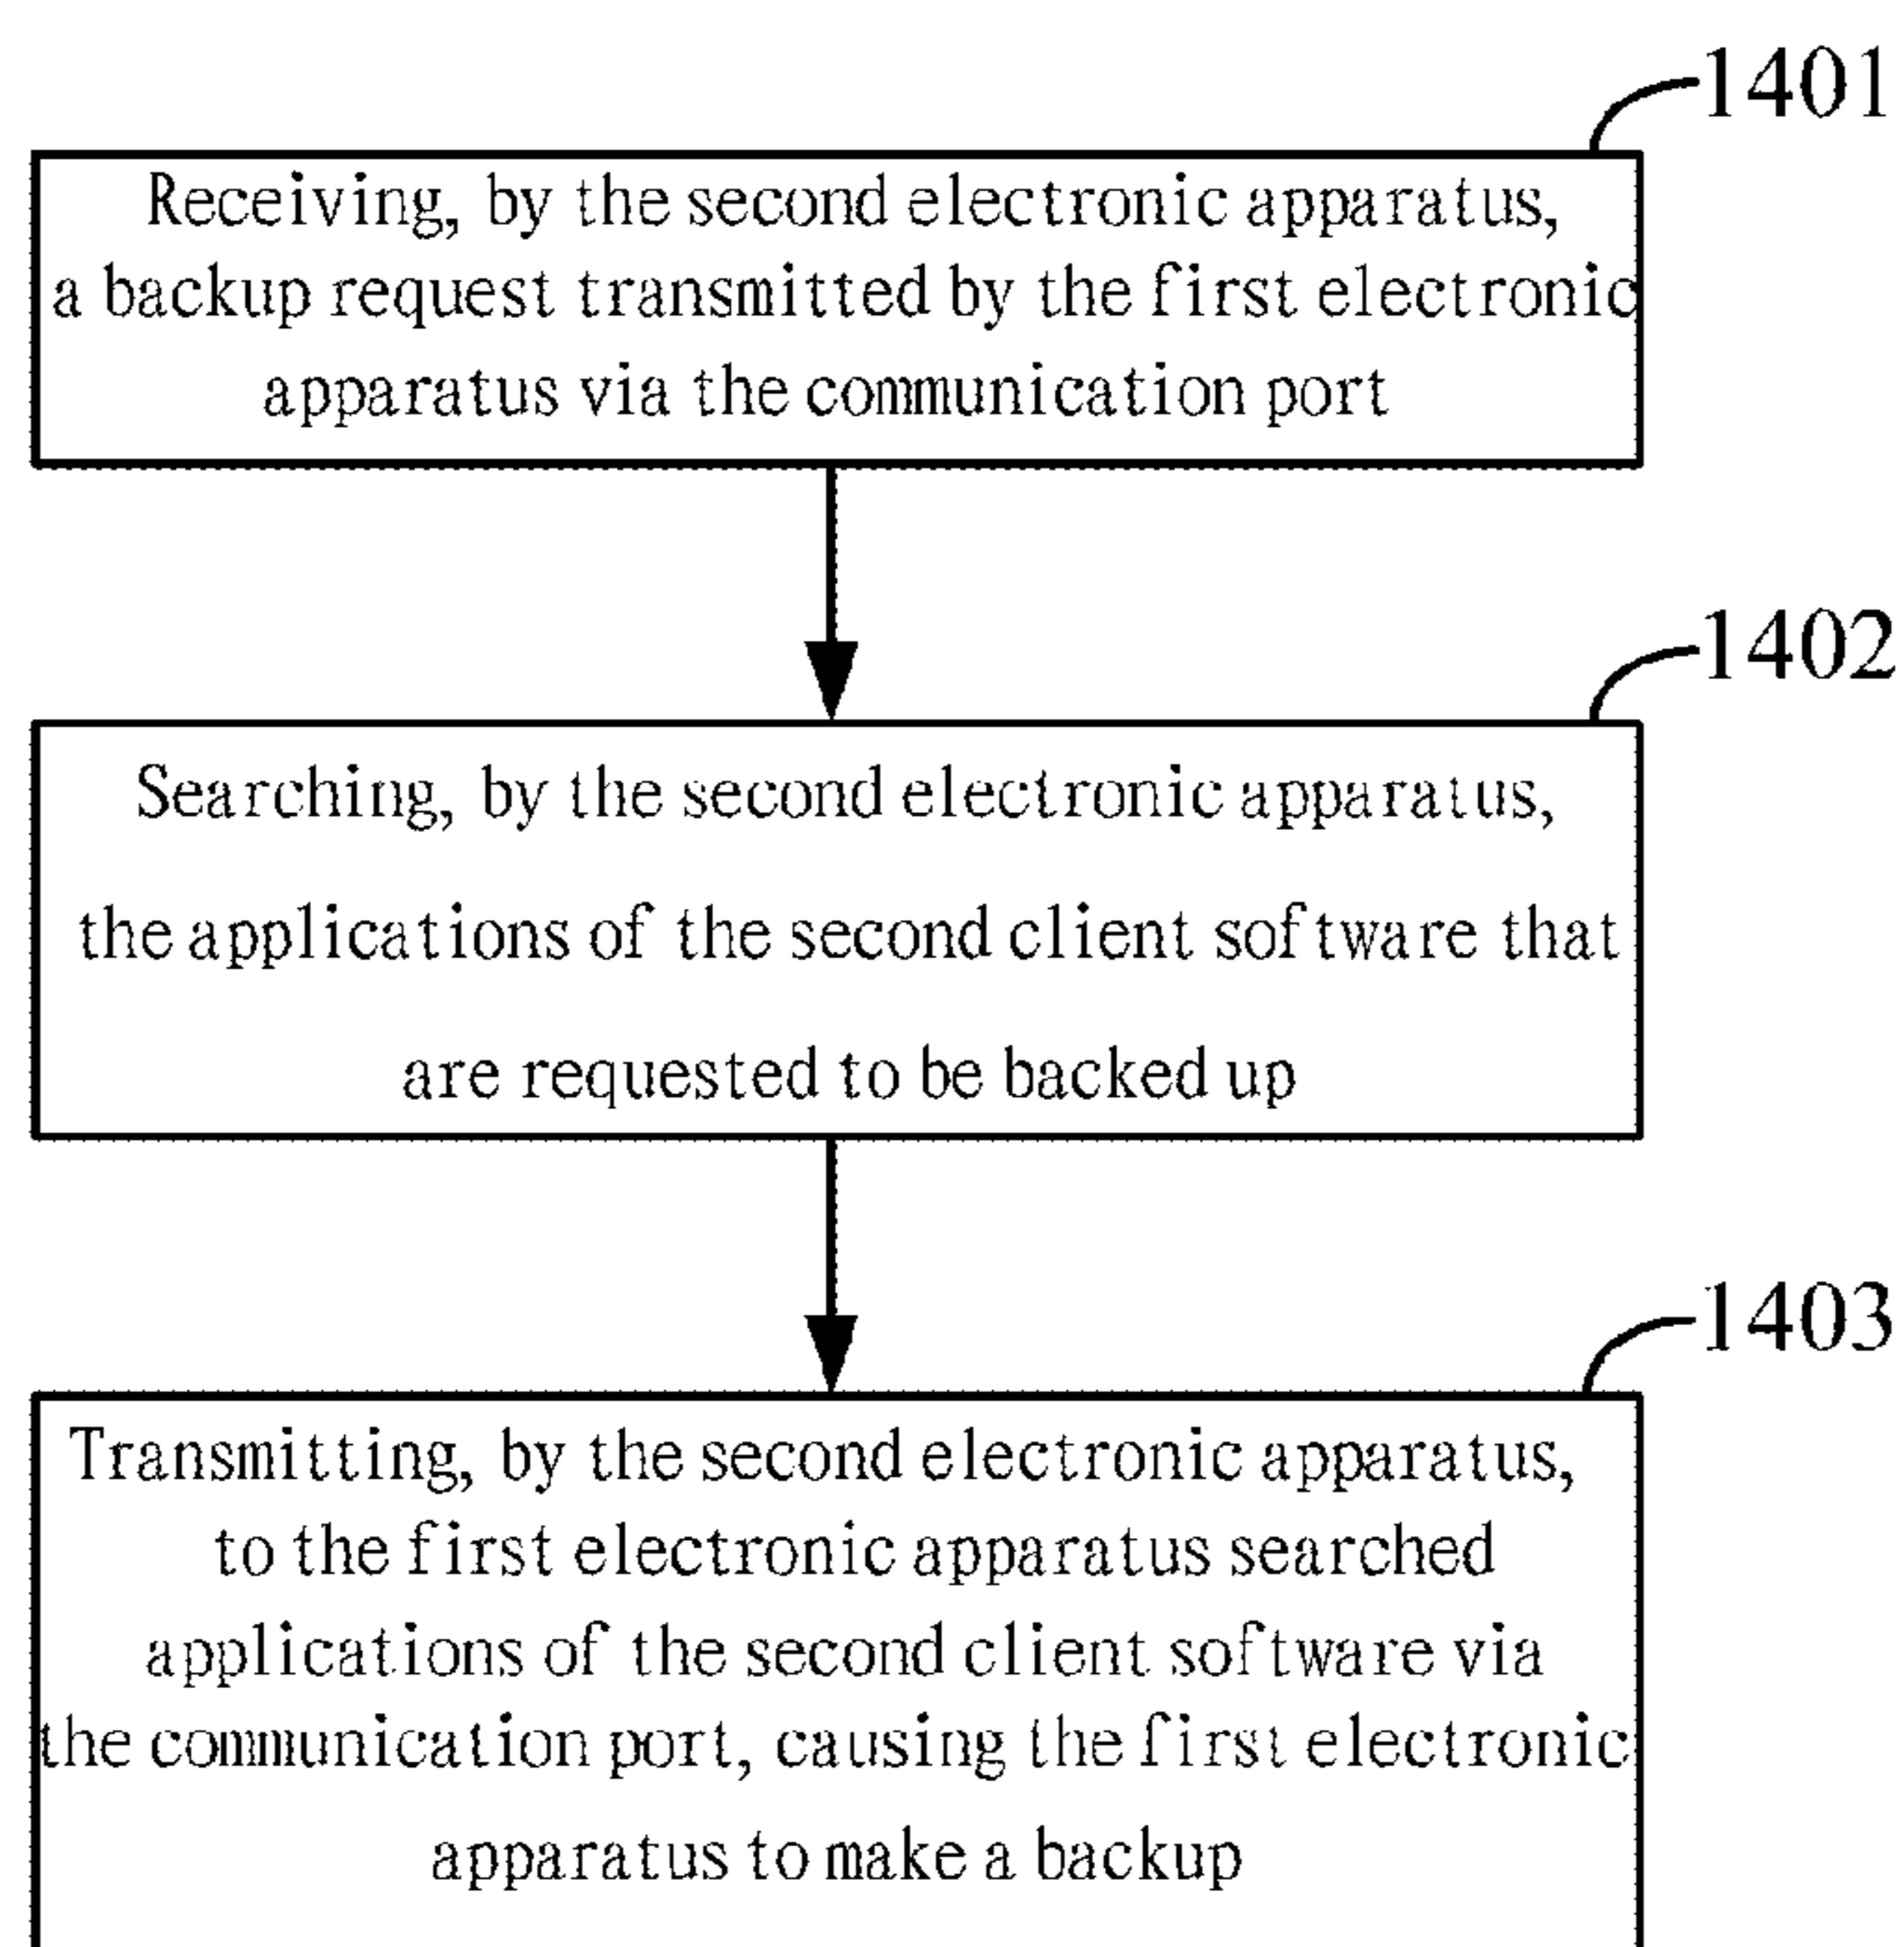 1401
Receiving, by the second electronic apparatus,
a backup request transmitted by the first electronic
apparatus via the communication port
1402
Searching, by the second electronic apparatus,
the applications of the second client software that
are requested to be backed up
1403
Transmitting, by the second electronic apparatus,
to the first electronic apparatus searched
applications of the second client software via
the communication port, causing the first electronic
apparatus to make a backup